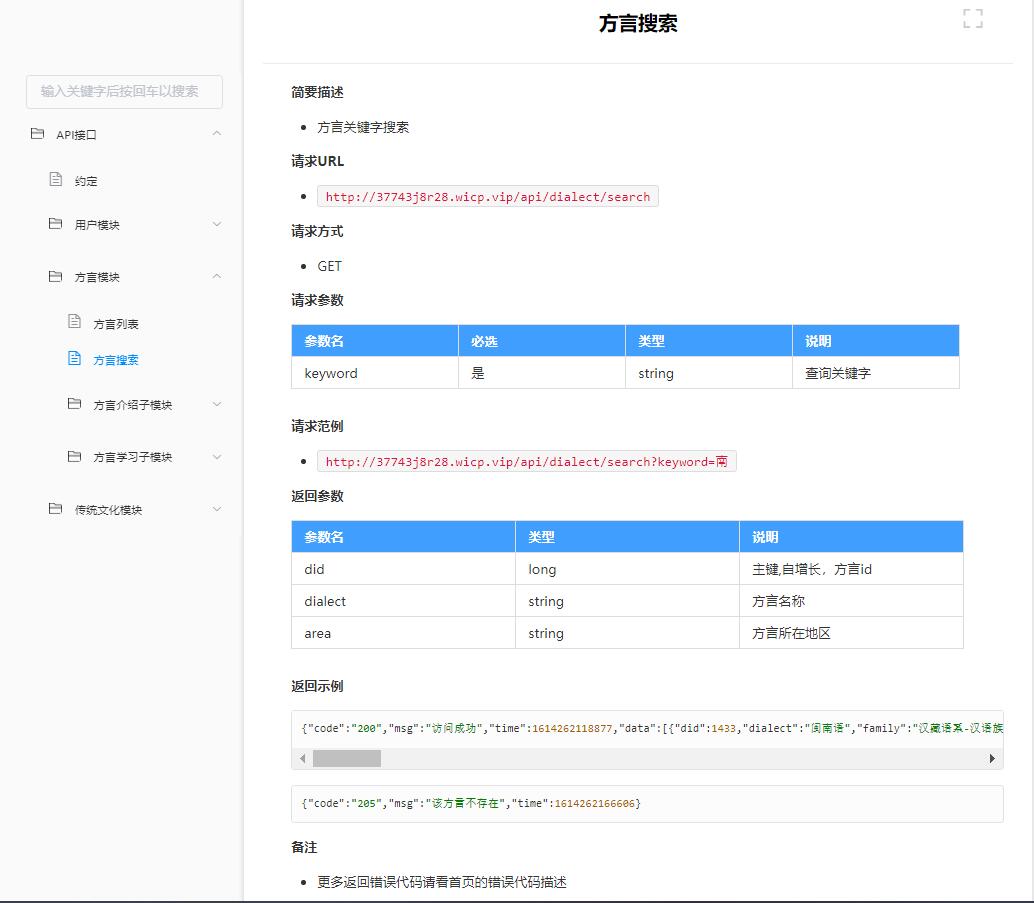 方言搜索
输入关键字后按回车以搜索
API接口
约定
用户模块
方言模块
方言列表
方言搜索
方言介绍子模块
方言学习子模块
传统文化模块
简要描述
方言关键字搜索
请求URL
http://37743j8r28.wicp.vip/api/dialect/search
请求方式
GET
请求参数
参数名 必选 类型 说明
keyword 是 string 查询关键字
请求范例
http://37743j8r28.wicp.vip/api/dialect/search?keyword=南
返回参数
参数名 类型 说明
did long 主键,自增长，方言id
dialect string 方言名称
area string 方言所在地区
返回示例
{"code":"200","msg":"访问成功","time":1614262118877,"data":[{"did":1433,"dialect":"闽南语","family":"汉藏语系-汉语族
{"code":"205","msg":"该方言不存在","time":1614262166606}
备注
更多返回错误代码请看首页的错误代码描述